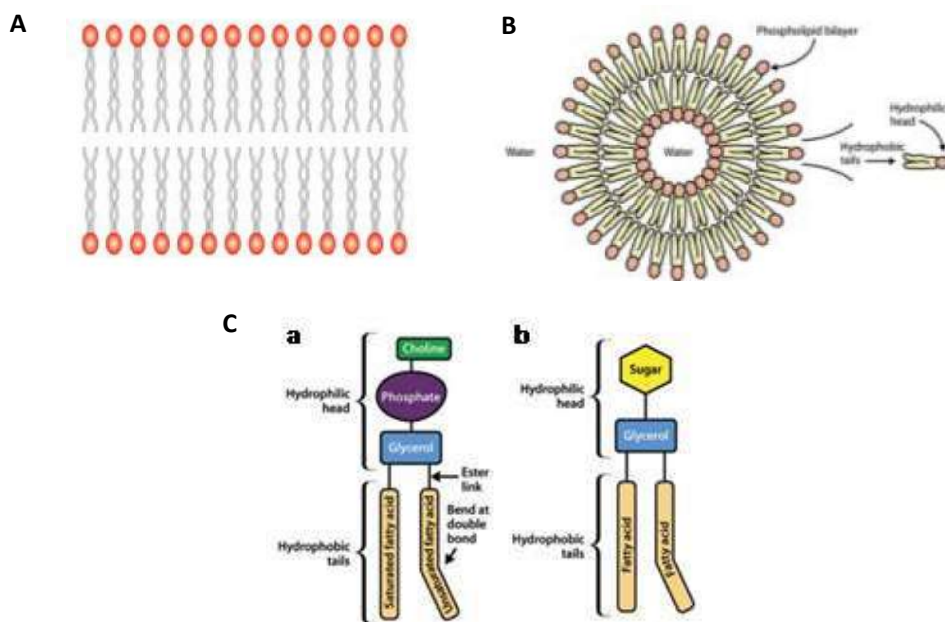 A
B
Phospholipid bilayer
Hydrophilic
head
Water
Water
Hydrophobic
tails
C
a
b
Choline
Phosphate
Glycerol
Hydrophilic
head
Ester
link
Bend at
double
bond
Hydrophobic
tails
Saturated fatty acid
Unsaturated fatty acid
Sugar
Hydrophilic
head
Glycerol
Hydrophobic
tails
Fatty acid
Fatty acid